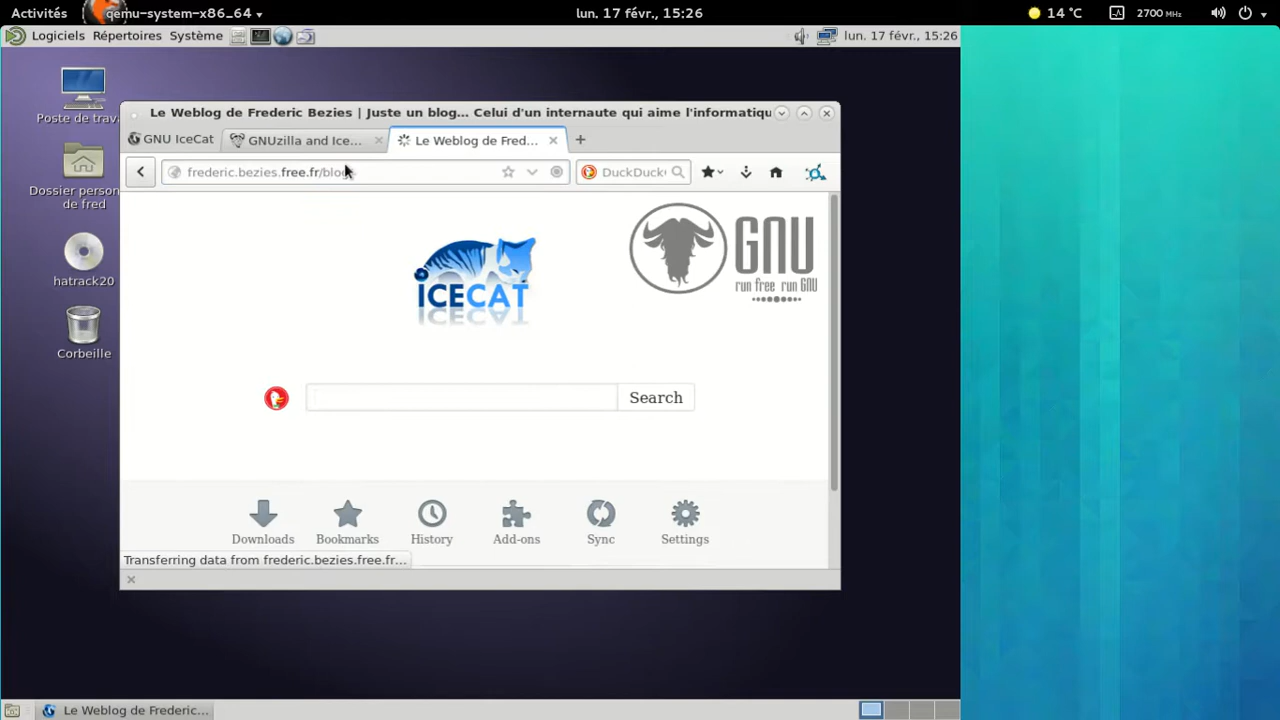 Activités qemu-system-x86_64 lun. 17 févr., 15:26 14 °C 2700 MHz
Logiciels Répertoires Système lun. 17 févr., 15:26
Poste de trava
Dossier person
de fred
hatrack20
Corbeille
Le Weblog de Frederic Bezies | Juste un blog... Celui d'un internaute qui aime l'informatiqu
GNU IceCat GNUzilla and Ice... Le Weblog de Fred...
frederic.bezies.free.fr/blog DuckDuck
ICECAT
GNU
run free run GNU
Search
Downloads Bookmarks History Add-ons Sync Settings
Transferring data from frederic.bezies.free.fr...
Le Weblog de Frederic...